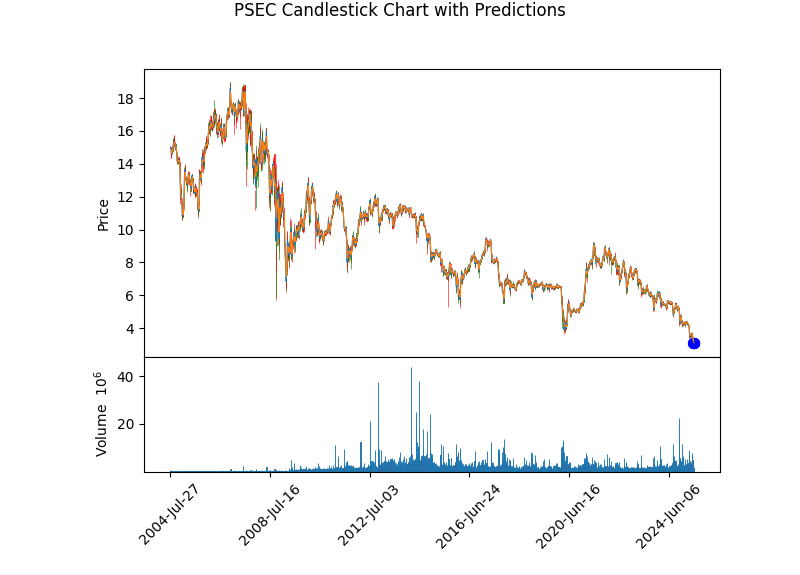 PSEC Candlestick Chart with Predictions
18
16
14
12
10
8
6
4
Price
40
20
Volume 10^6
2004-Jul-27
2008-Jul-16
2012-Jul-03
2016-Jun-24
2020-Jun-16
2024-Jun-06